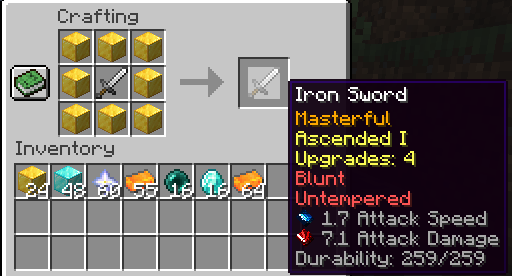 Crafting
Iron Sword
Masterful
Ascended I
Upgrades: 4
Blunt
Untempered
1.7 Attack Speed
7.1 Attack Damage
Durability: 259/259
Inventory
24 48 60 55 16 16 64